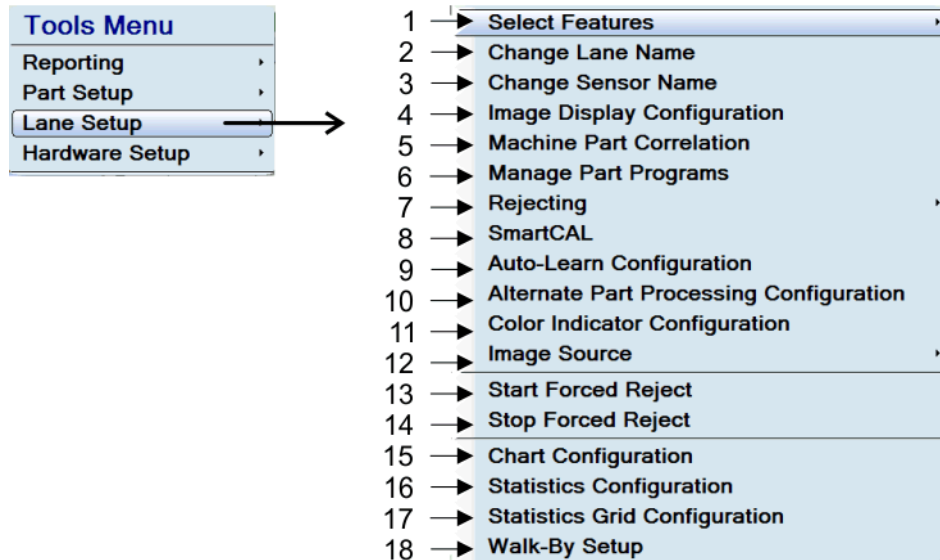 Tools Menu
Reporting
Part Setup
Lane Setup
Hardware Setup
1 Select Features
2 Change Lane Name
3 Change Sensor Name
4 Image Display Configuration
5 Machine Part Correlation
6 Manage Part Programs
7 Rejecting
8 SmartCAL
9 Auto-Learn Configuration
10 Alternate Part Processing Configuration
11 Color Indicator Configuration
12 Image Source
13 Start Forced Reject
14 Stop Forced Reject
15 Chart Configuration
16 Statistics Configuration
17 Statistics Grid Configuration
18 Walk-By Setup